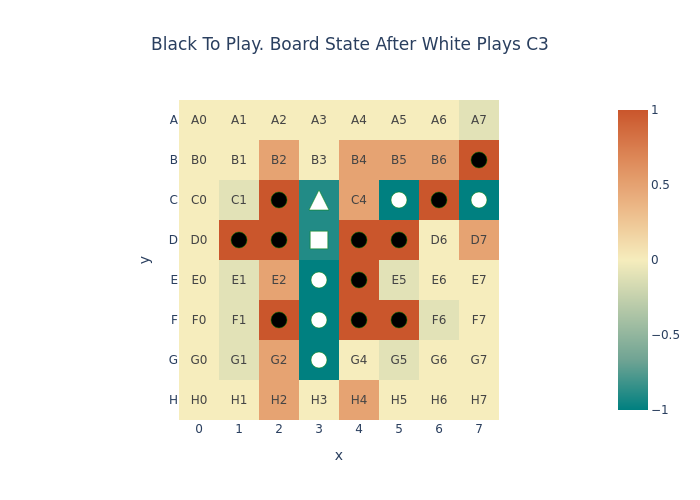 Black To Play. Board State After White Plays C3
A A0 A1 A2 A3 A4 A5 A6 A7
B B0 B1 B2 B3 B4 B5 B6
C C0 C1 C4
D D0 D6 D7
E E0 E1 E2 E5 E6 E7
F F0 F1 F6 F7
G G0 G1 G2 G4 G5 G6 G7
H H0 H1 H2 H3 H4 H5 H6 H7
0 1 2 3 4 5 6 7
x
y
1
0.5
0
−0.5
−1